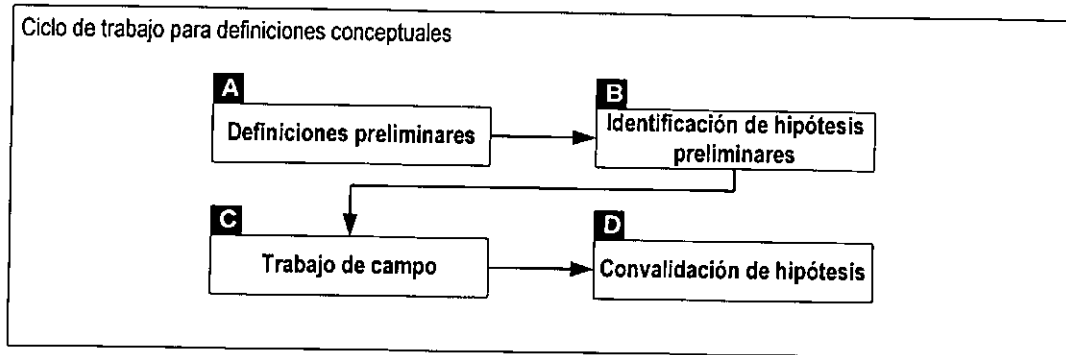 Ciclo de trabajo para definiciones conceptuales
A
Definiciones preliminares
B
Identificación de hipótesis
preliminares
C
Trabajo de campo
D
Convalidación de hipótesis